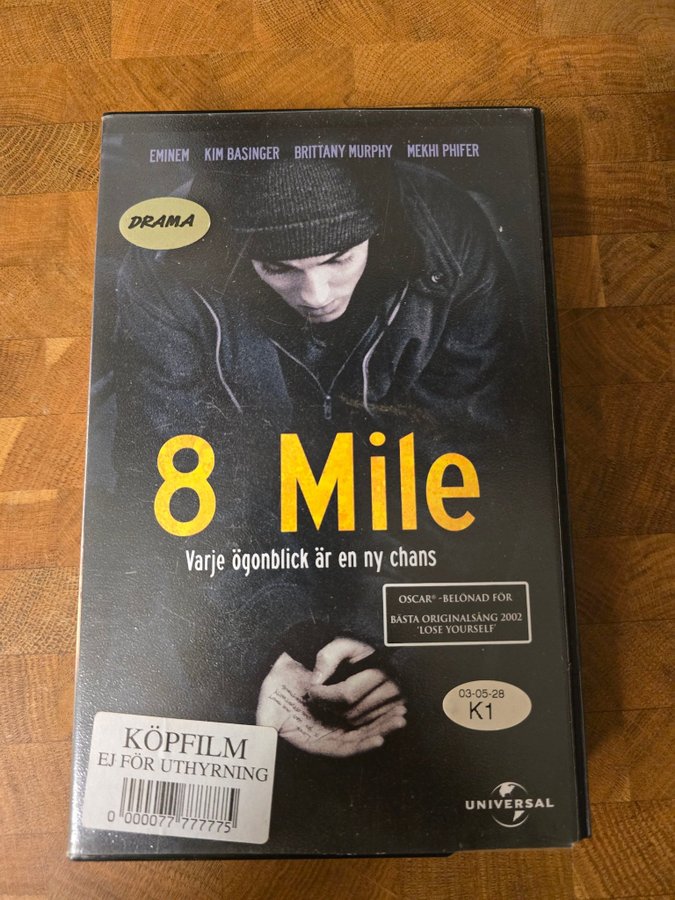 EMINEM KIM BASINGER BRITTANY MURPHY MEKHI PHIFER
DRAMA
8 Mile
Varje ögonblick är en ny chans
OSCAR® -BELÖNAD FÖR
BÄSTA ORIGINALSÅNG 2002
'LOSE YOURSELF'
03-05-28
K1
KÖPFILM
EJ FÖR UTHYRNING
0 000077 777775
UNIVERSAL